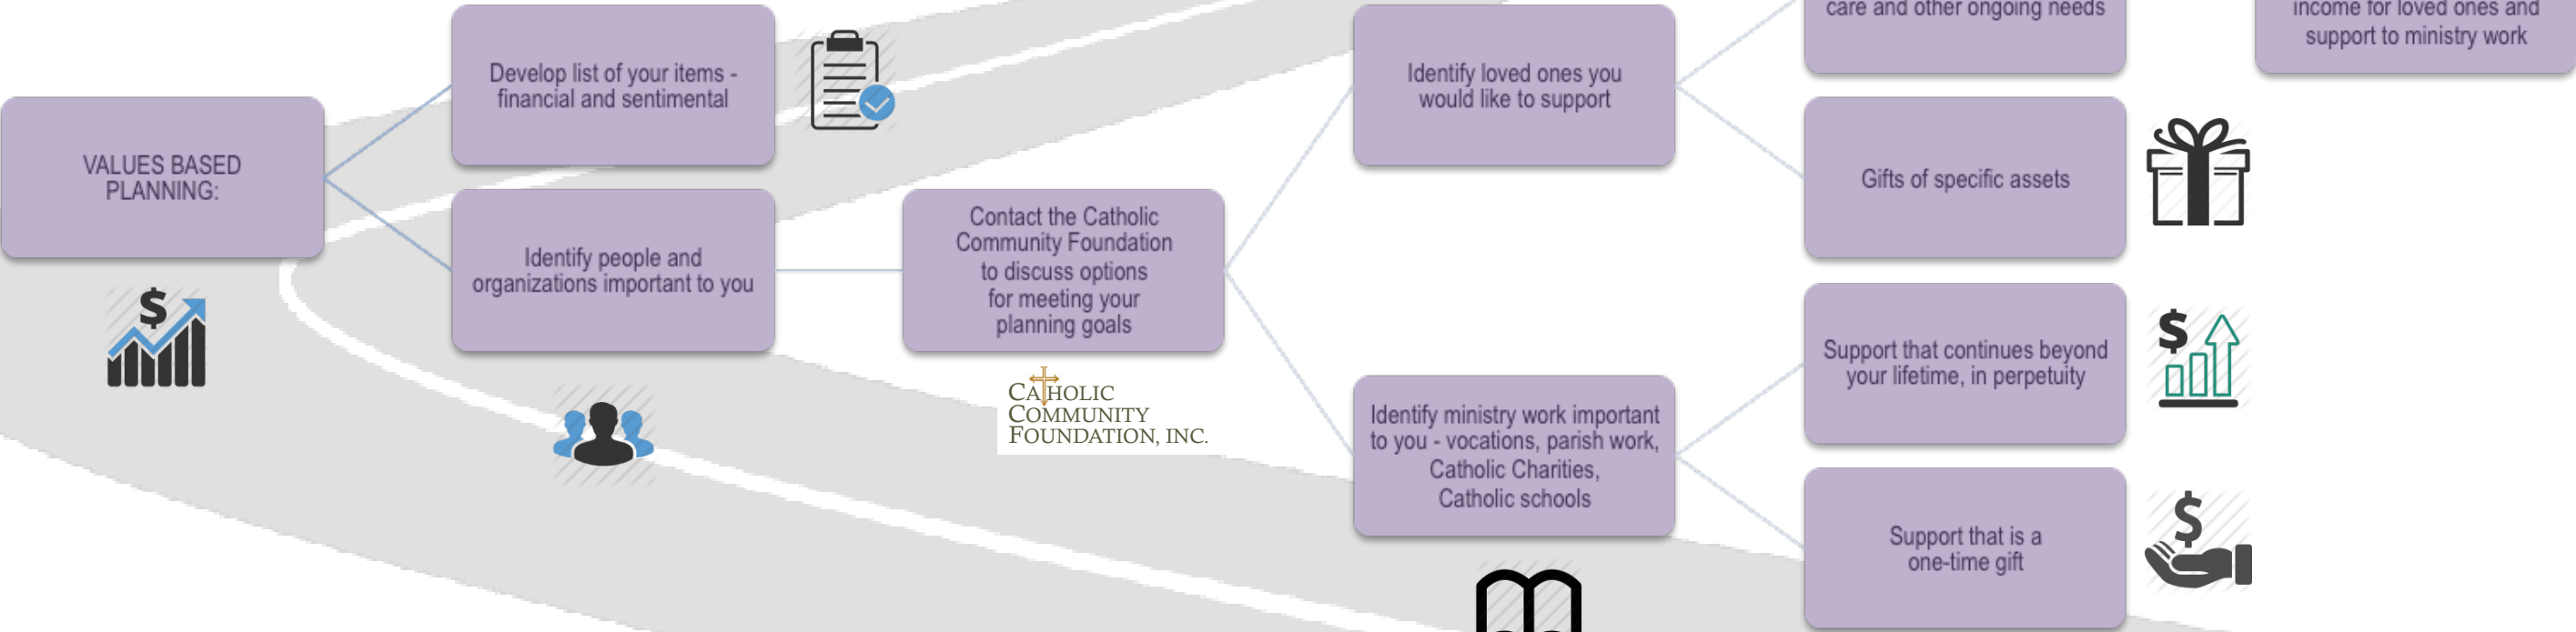 VALUES BASED
PLANNING:
Develop list of your items -
financial and sentimental
Identify people and
organizations important to you
Contact the Catholic
Community Foundation
to discuss options
for meeting your
planning goals
CATHOLIC
COMMUNITY
FOUNDATION, INC.
Identify loved ones you
would like to support
Identify ministry work important
to you - vocations, parish work,
Catholic Charities,
Catholic schools
care and other ongoing needs
Gifts of specific assets
Support that continues beyond
your lifetime, in perpetuity
Support that is a
one-time gift
income for loved ones and
support to ministry work
$
$
$